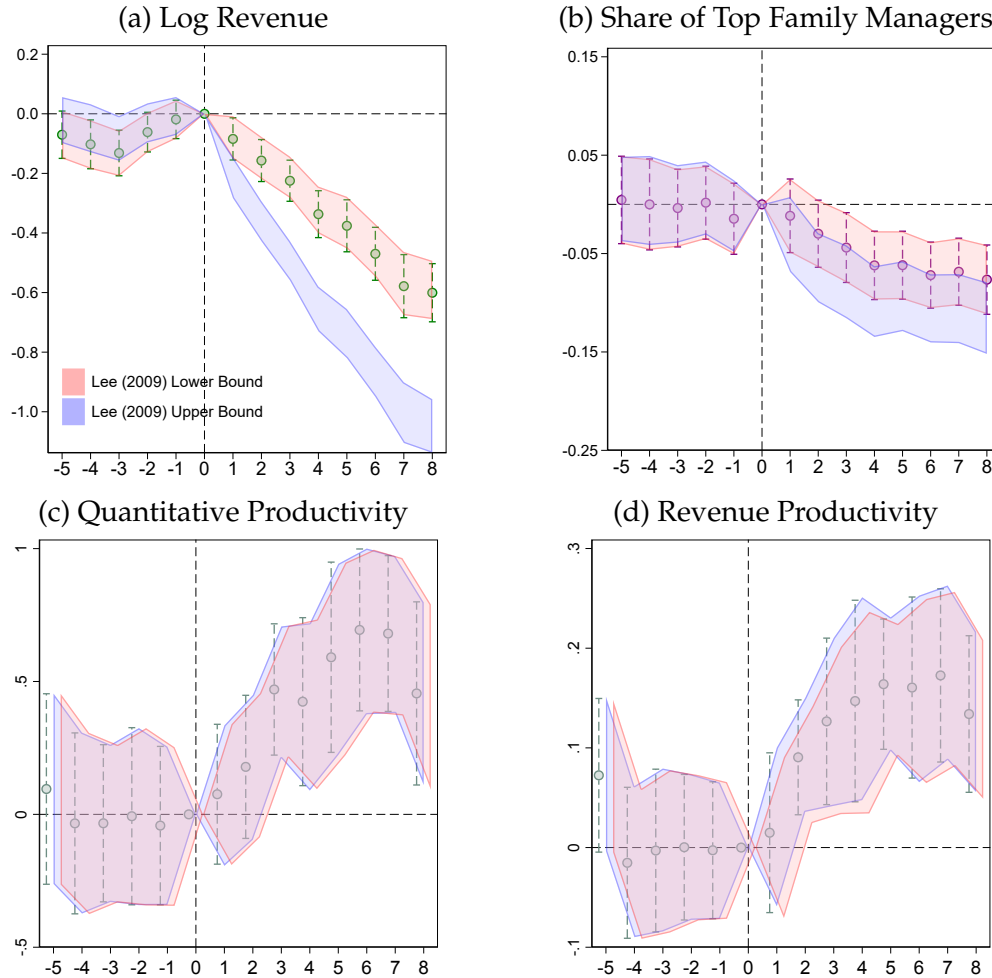 (a) Log Revenue
(b) Share of Top Family Managers
0.2
0.0
-0.2
-0.4
-0.6
-0.8
-1.0
Lee (2009) Lower Bound
Lee (2009) Upper Bound
-5 -4 -3 -2 -1 0 1 2 3 4 5 6 7 8
0.15
0.05
-0.05
-0.15
-0.25
-5 -4 -3 -2 -1 0 1 2 3 4 5 6 7 8
(c) Quantitative Productivity
(d) Revenue Productivity
1
.5
0
-.5
-5 -4 -3 -2 -1 0 1 2 3 4 5 6 7 8
.3
.2
.1
0
-.1
-5 -4 -3 -2 -1 0 1 2 3 4 5 6 7 8